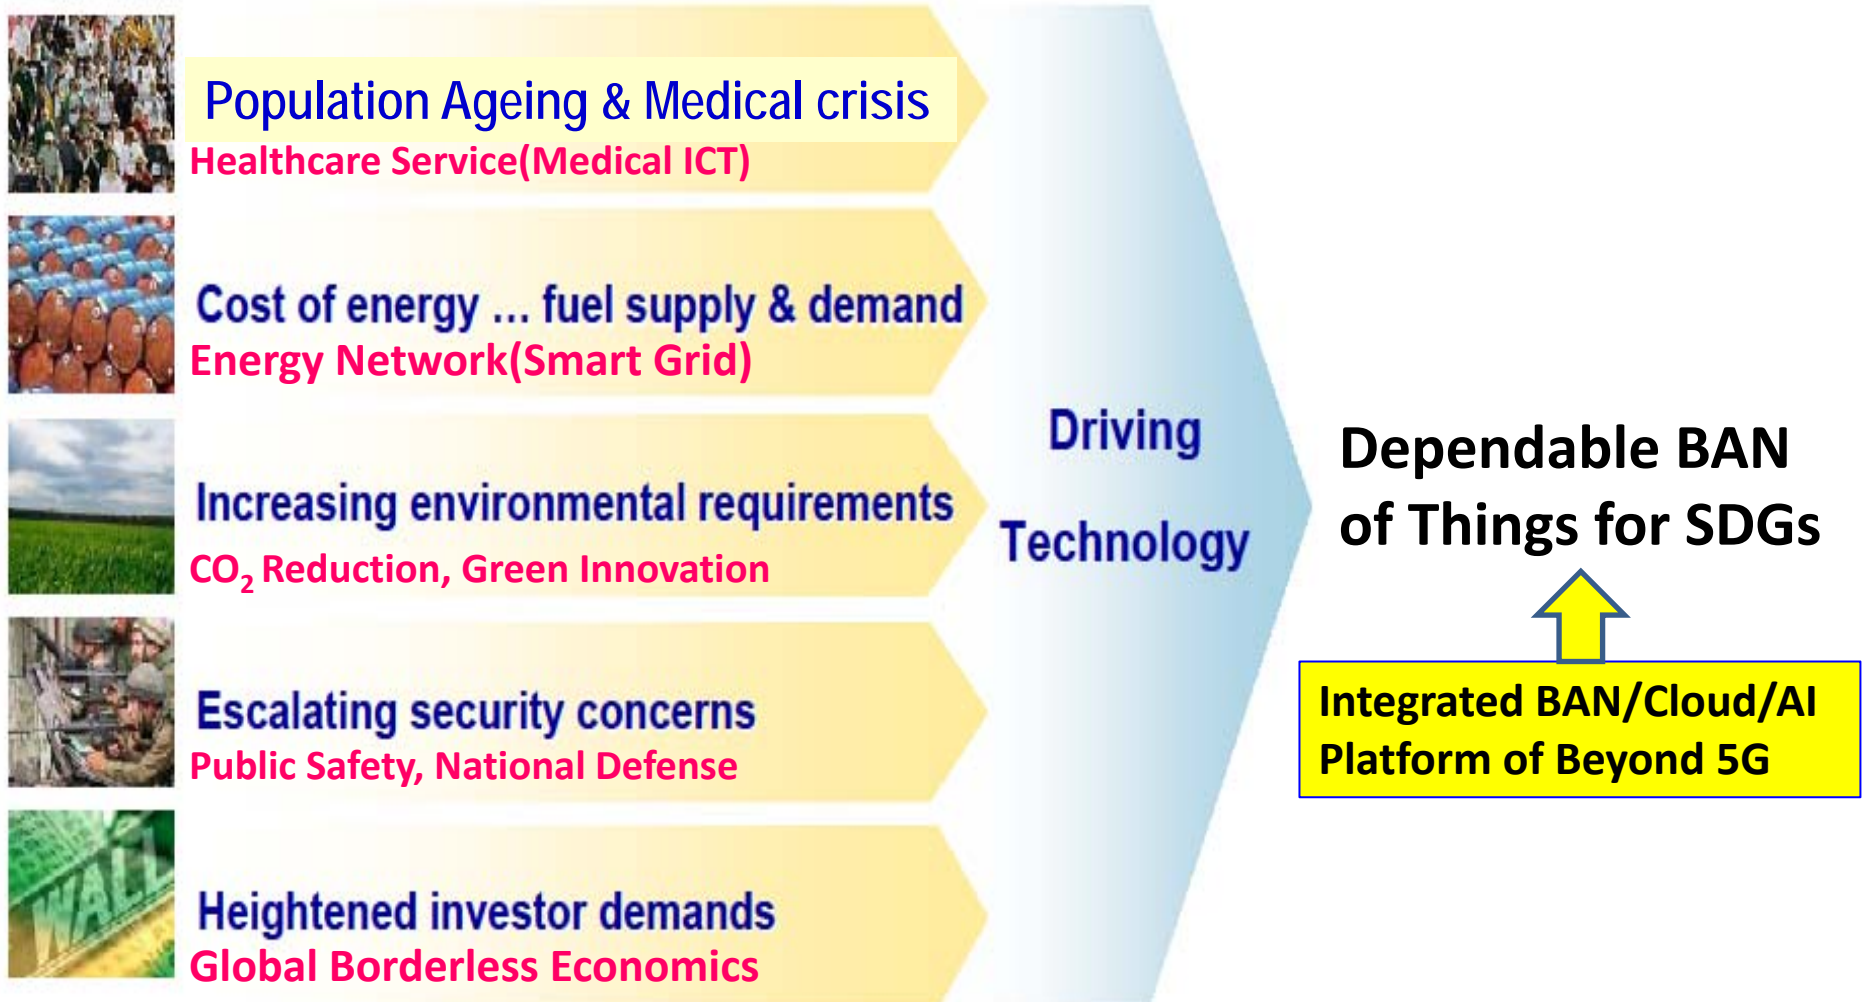 Population Ageing & Medical crisis
Healthcare Service(Medical ICT)
Cost of energy ... fuel supply & demand
Energy Network(Smart Grid)
Increasing environmental requirements
CO₂ Reduction, Green Innovation
Escalating security concerns
Public Safety, National Defense
WALL
Heightened investor demands
Global Borderless Economics
Driving
Technology
Dependable BAN
of Things for SDGs
Integrated BAN/Cloud/AI
Platform of Beyond 5G